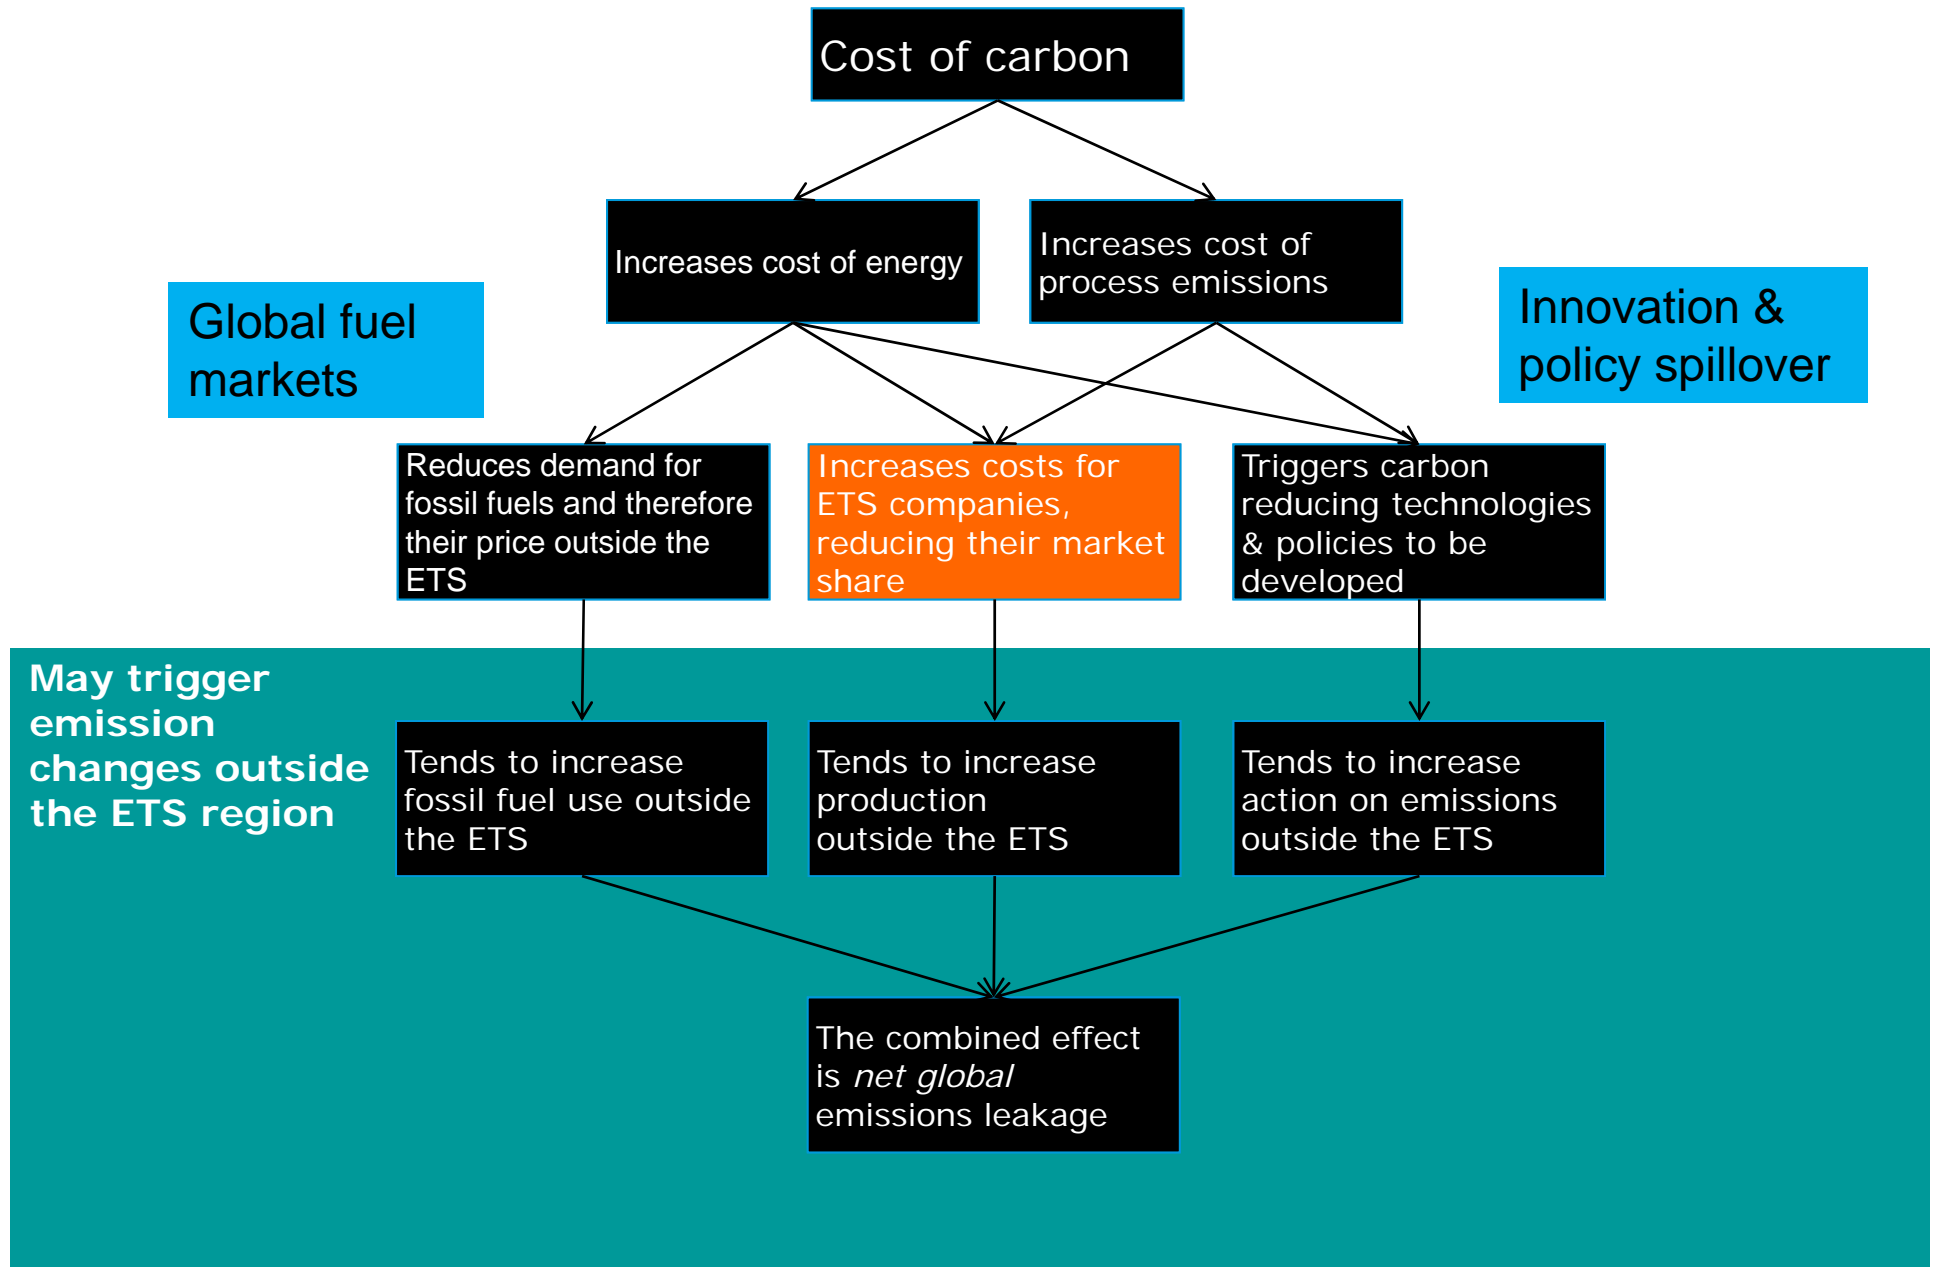 Cost of carbon
Increases cost of energy
Increases cost of
process emissions
Global fuel
markets
Innovation &
policy spillover
Reduces demand for
fossil fuels and therefore
their price outside the
ETS
Increases costs for
ETS companies,
reducing their market
share
Triggers carbon
reducing technologies
& policies to be
developed
May trigger
emission
changes outside
the ETS region
Tends to increase
fossil fuel use outside
the ETS
Tends to increase
production
outside the ETS
Tends to increase
action on emissions
outside the ETS
The combined effect
is net global
emissions leakage